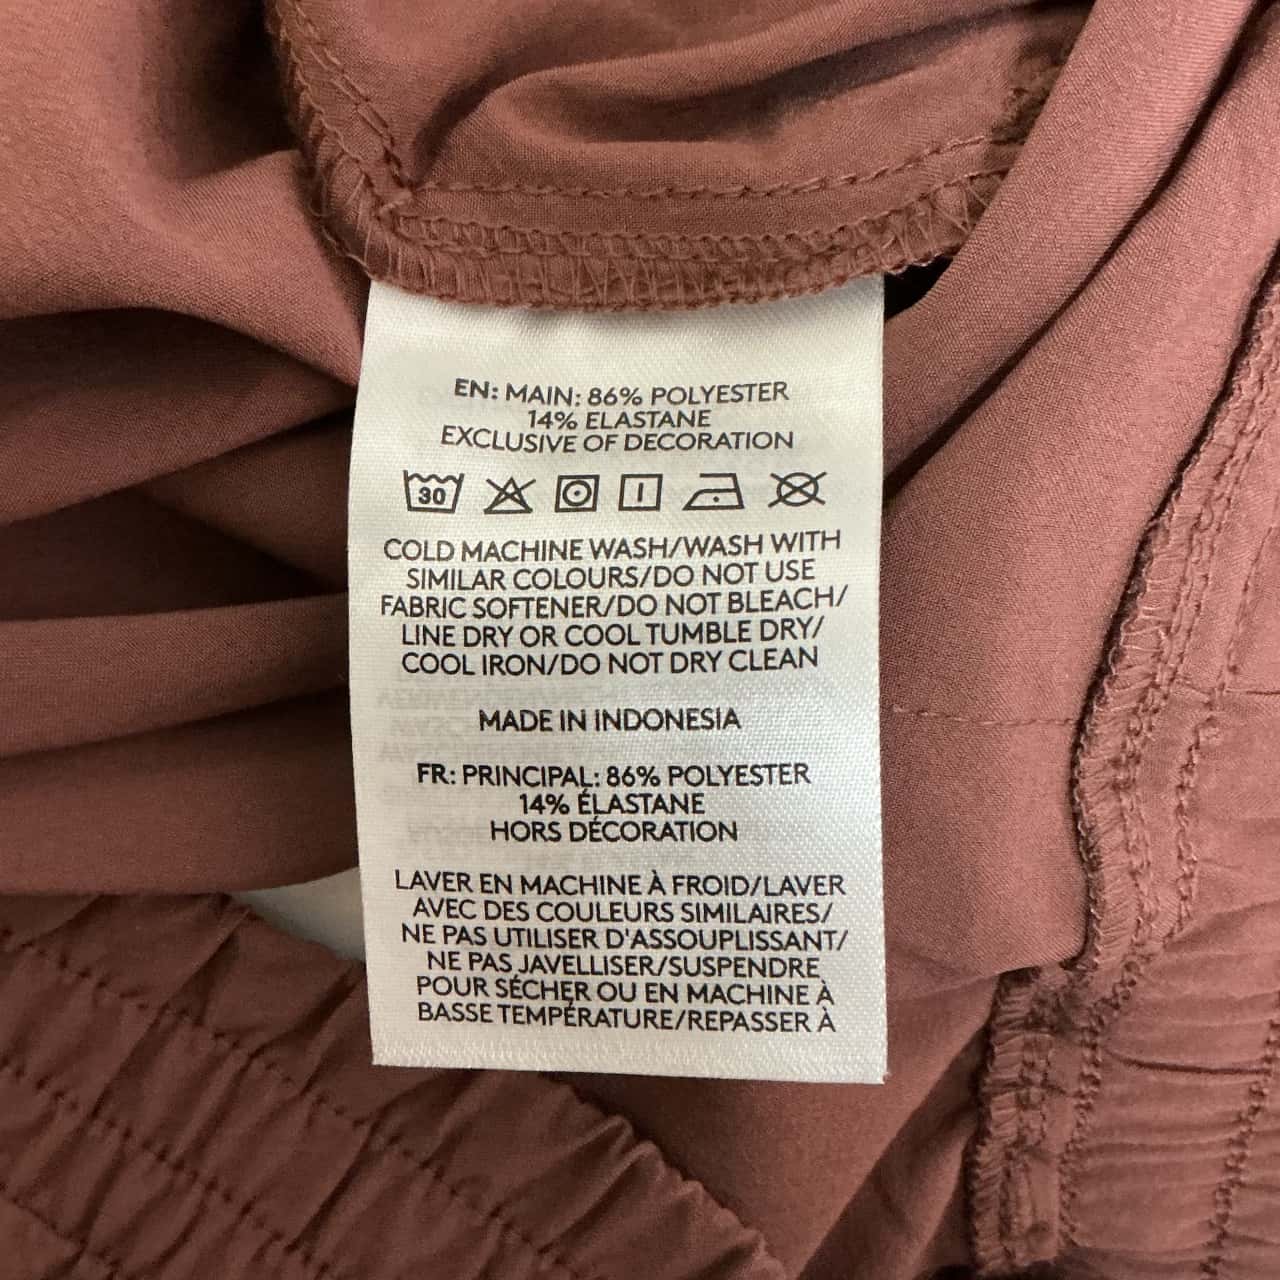 EN: MAIN: 86% POLYESTER
14% ELASTANE
EXCLUSIVE OF DECORATION
30
COLD MACHINE WASH/WASH WITH
SIMILAR COLOURS/DO NOT USE
FABRIC SOFTENER/DO NOT BLEACH/
LINE DRY OR COOL TUMBLE DRY/
COOL IRON/DO NOT DRY CLEAN
MADE IN INDONESIA
FR: PRINCIPAL: 86% POLYESTER
14% ÉLASTANE
HORS DÉCORATION
LAVER EN MACHINE À FROID/LAVER
AVEC DES COULEURS SIMILAIRES/
NE PAS UTILISER D'ASSOUPLISSANT/
NE PAS JAVELLISER/SUSPENDRE
POUR SÉCHER OU EN MACHINE À
BASSE TEMPÉRATURE/REPASSER À